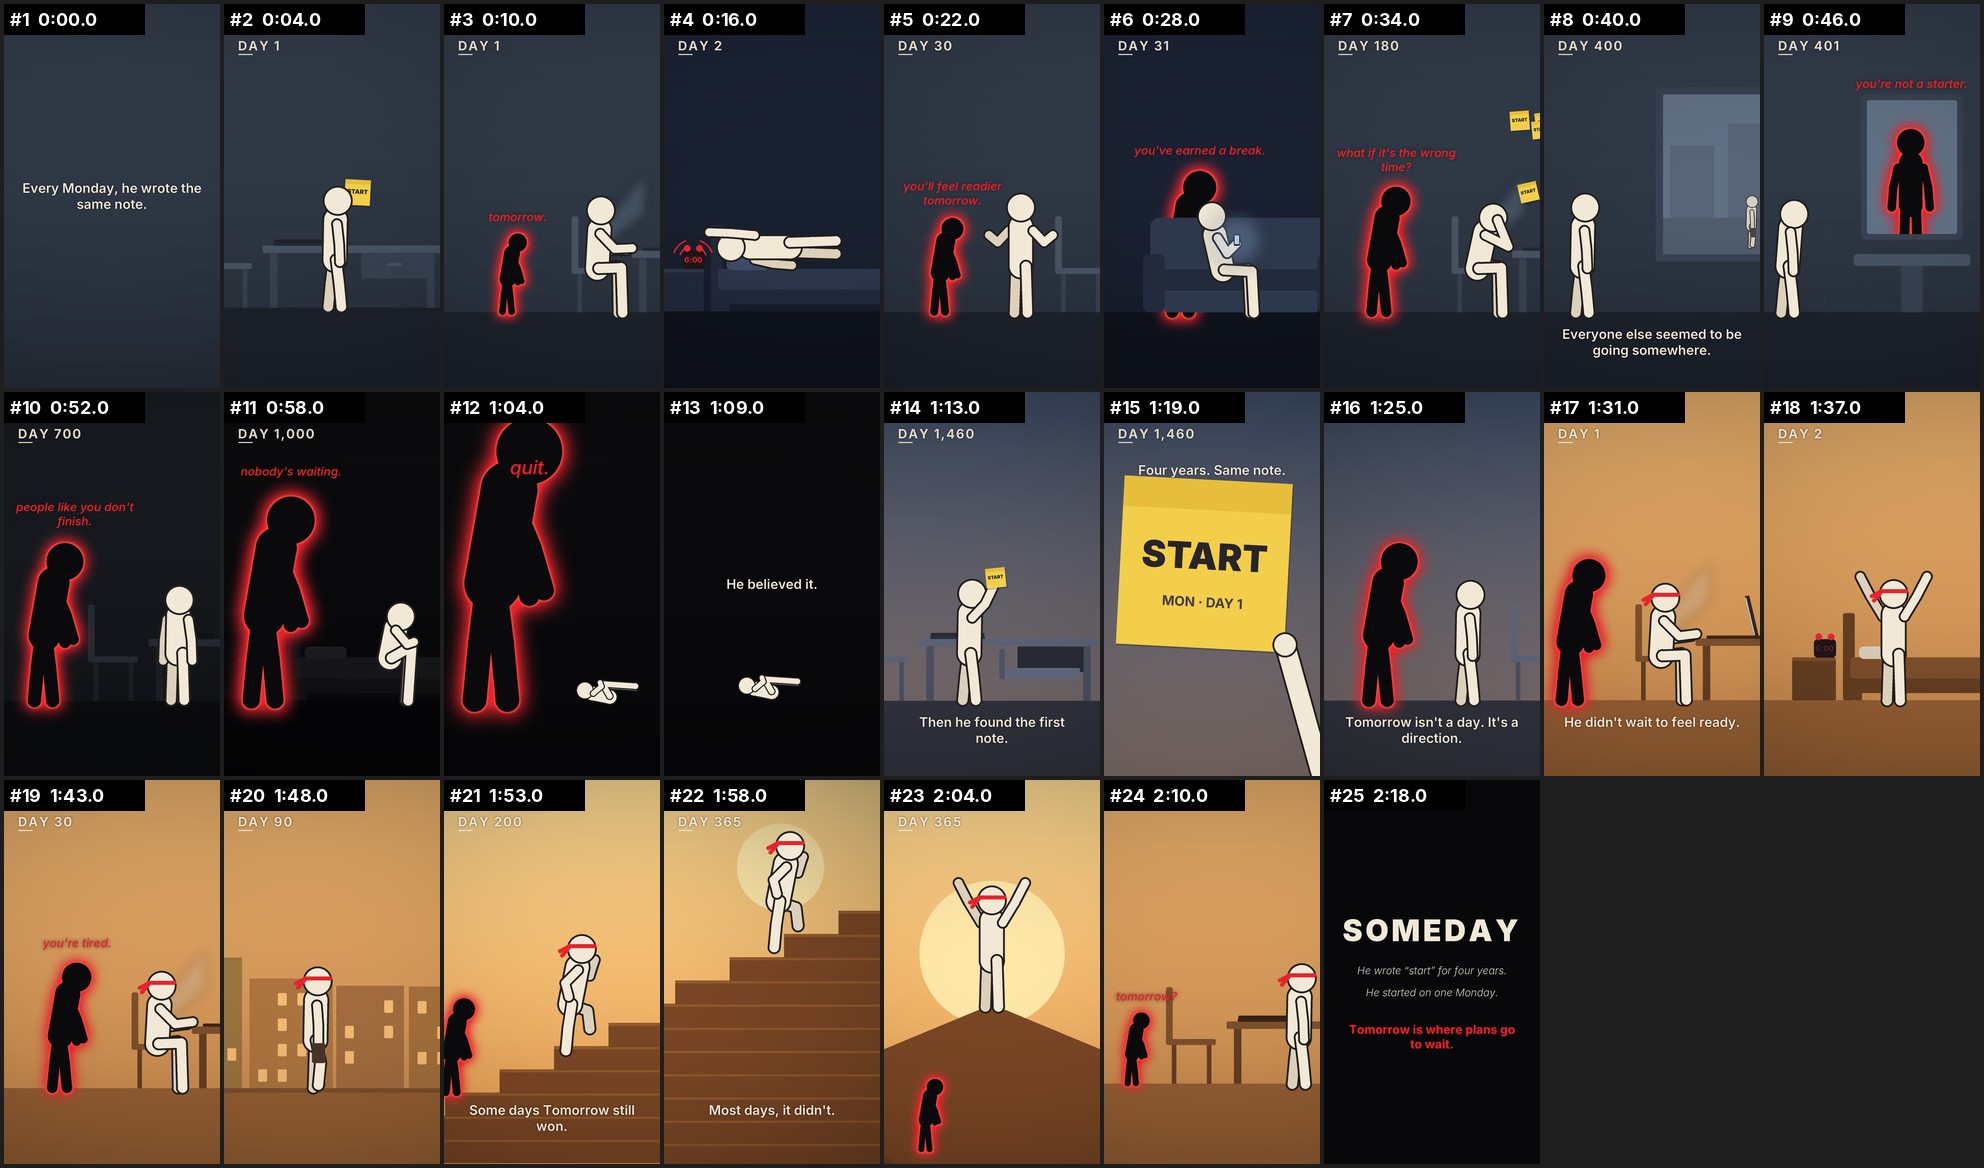 #1 0:00.0
Every Monday, he wrote the
same note.
#2 0:04.0
DAY 1
START
#3 0:10.0
DAY 1
tomorrow.
#4 0:16.0
DAY 2
6:00
#5 0:22.0
DAY 30
you'll feel readier
tomorrow.
#6 0:28.0
DAY 31
you've earned a break.
#7 0:34.0
DAY 180
what if it's the wrong
time?
START
START
#8 0:40.0
DAY 400
Everyone else seemed to be
going somewhere.
#9 0:46.0
DAY 401
you're not a starter.
#10 0:52.0
DAY 700
people like you don't
finish.
#11 0:58.0
DAY 1,000
nobody's waiting.
#12 1:04.0
quit.
#13 1:09.0
He believed it.
#14 1:13.0
DAY 1,460
START
Then he found the first
note.
#15 1:19.0
DAY 1,460
Four years. Same note.
START
MON · DAY 1
#16 1:25.0
Tomorrow isn't a day. It's a
direction.
#17 1:31.0
DAY 1
He didn't wait to feel ready.
#18 1:37.0
DAY 2
6:00
#19 1:43.0
DAY 30
you're tired.
#20 1:48.0
DAY 90
#21 1:53.0
DAY 200
Some days Tomorrow still
won.
#22 1:58.0
DAY 365
Most days, it didn't.
#23 2:04.0
DAY 365
#24 2:10.0
tomorrow?
#25 2:18.0
SOMEDAY
He wrote “start” for four years.
He started on one Monday.
Tomorrow is where plans go
to wait.